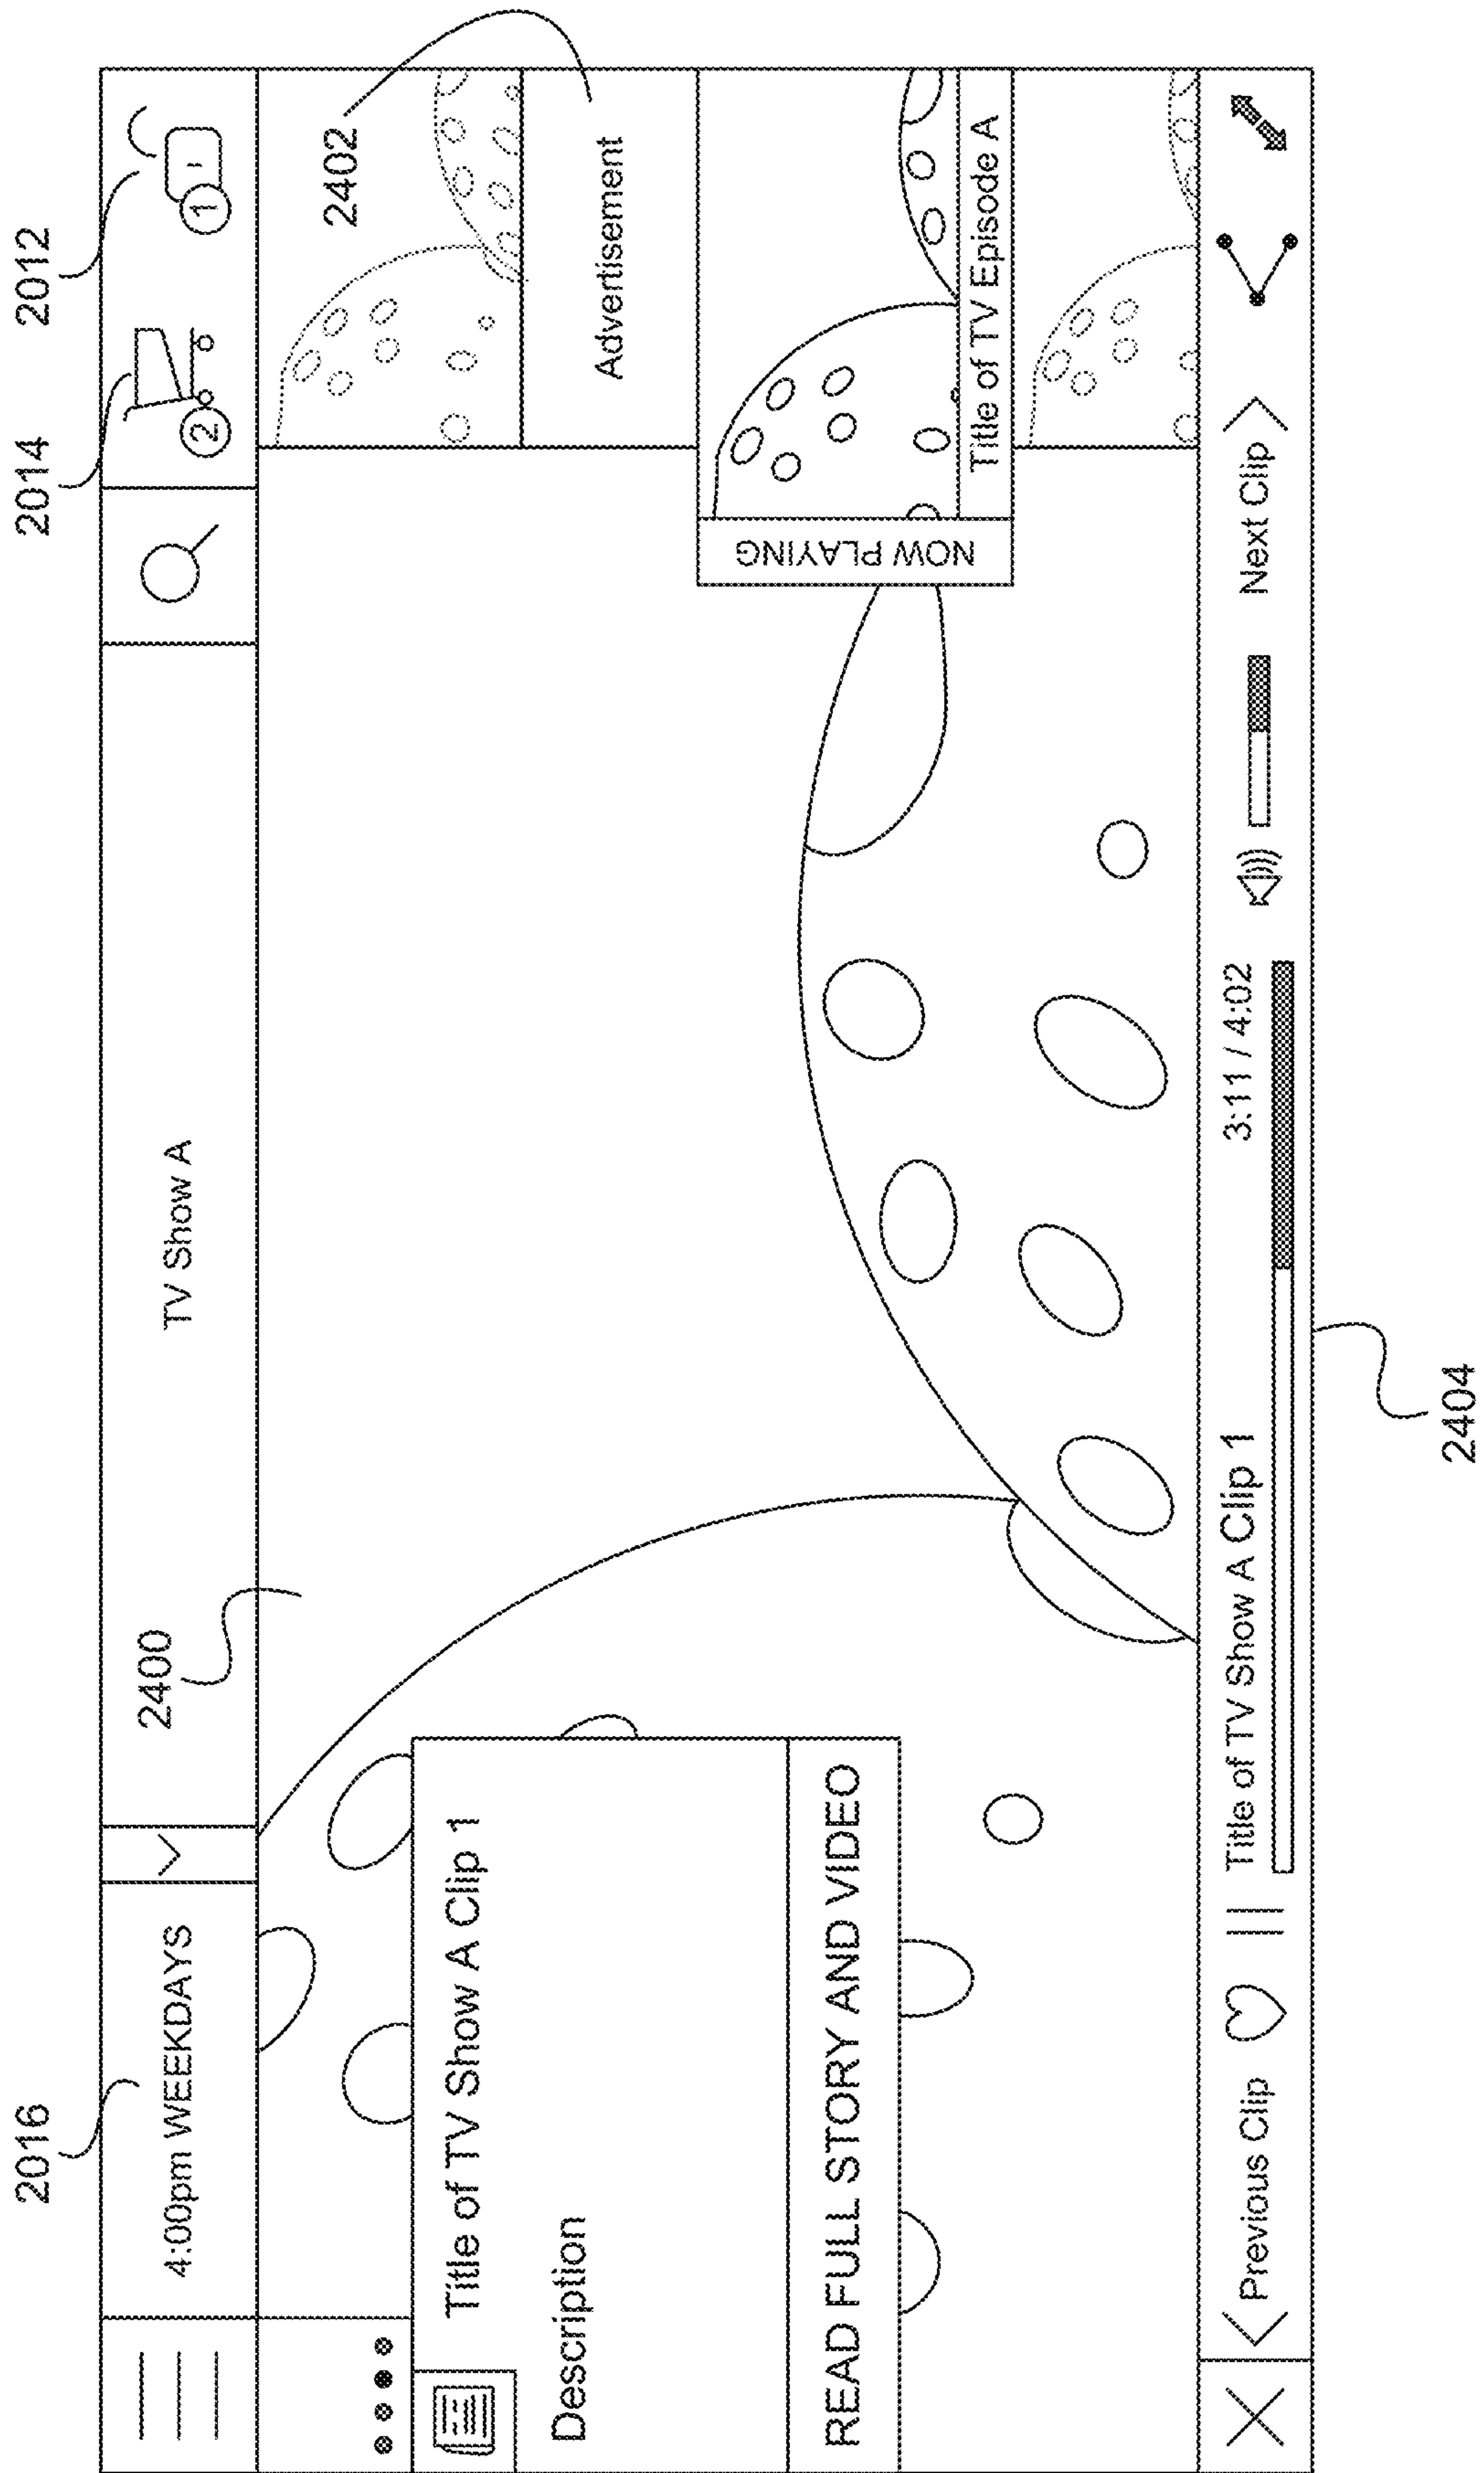 2016
2014
2012
4:00pm WEEKDAYS
2400
TV Show A
2
1
2402
Title of TV Show A Clip 1
Description
READ FULL STORY AND VIDEO
Advertisement
NOW PLAYING
Title of TV Episode A
Previous Clip
Title of TV Show A Clip 1
3:11 / 4:02
Next Clip
2404